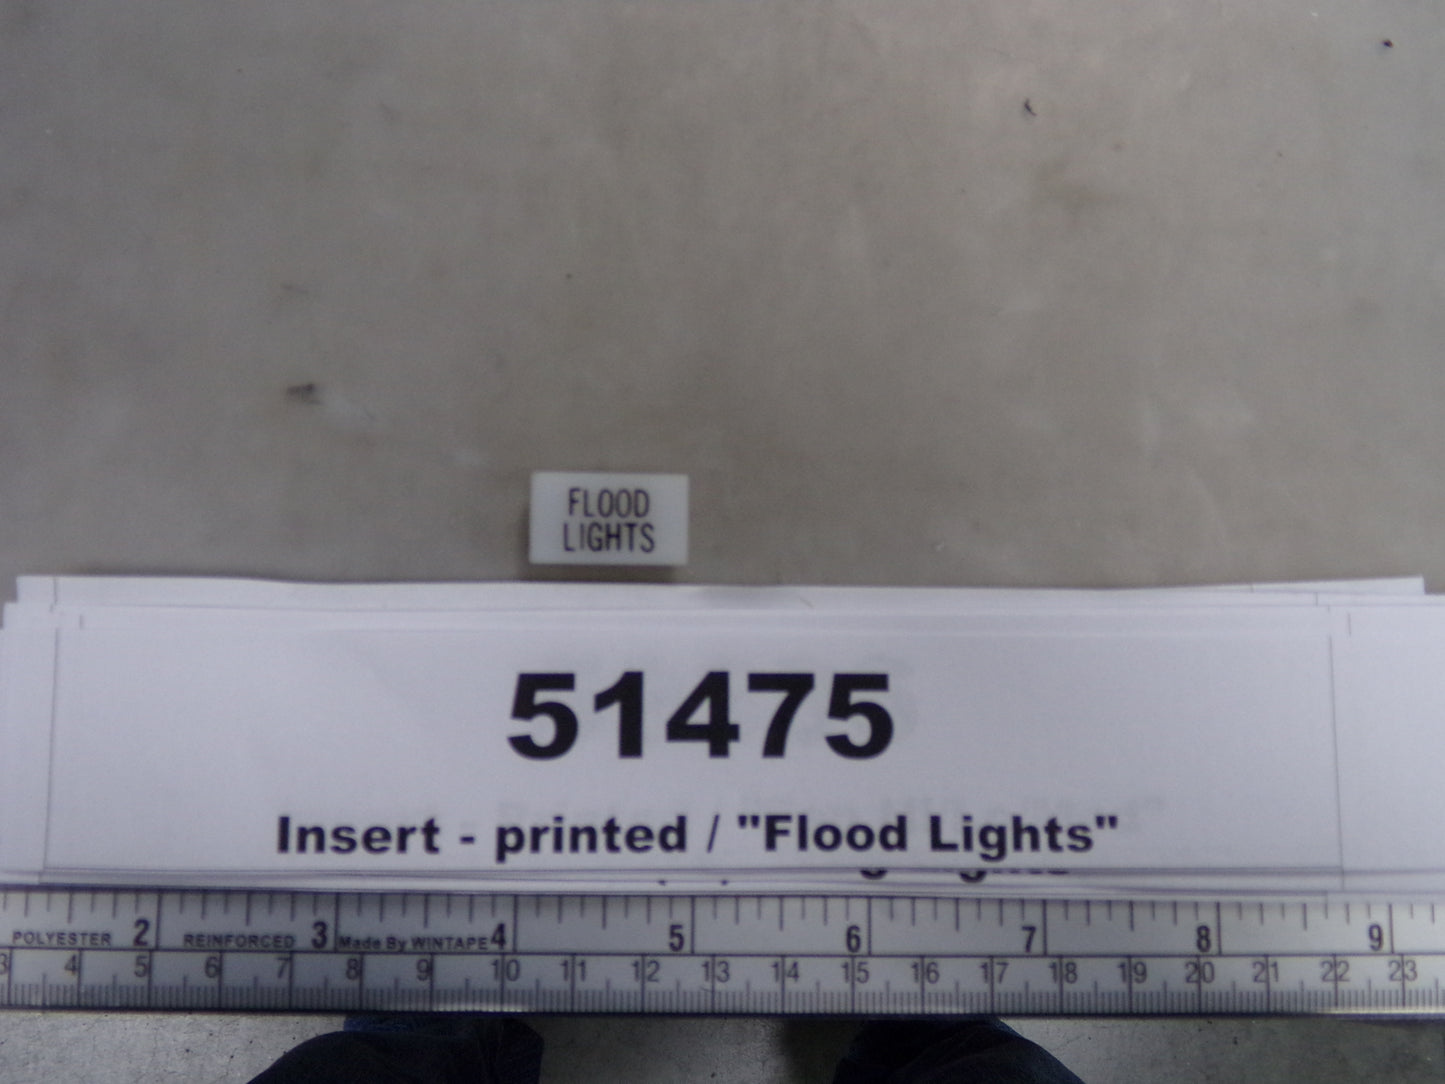 FLOOD
LIGHTS
51475
Insert - printed / "Flood Lights"
POLYESTER 2 REINFORCED 3 Made By WINTAPE 4 5 6 7 8 9
3 4 5 6 7 8 9 10 11 12 13 14 15 16 17 18 19 20 21 22 23